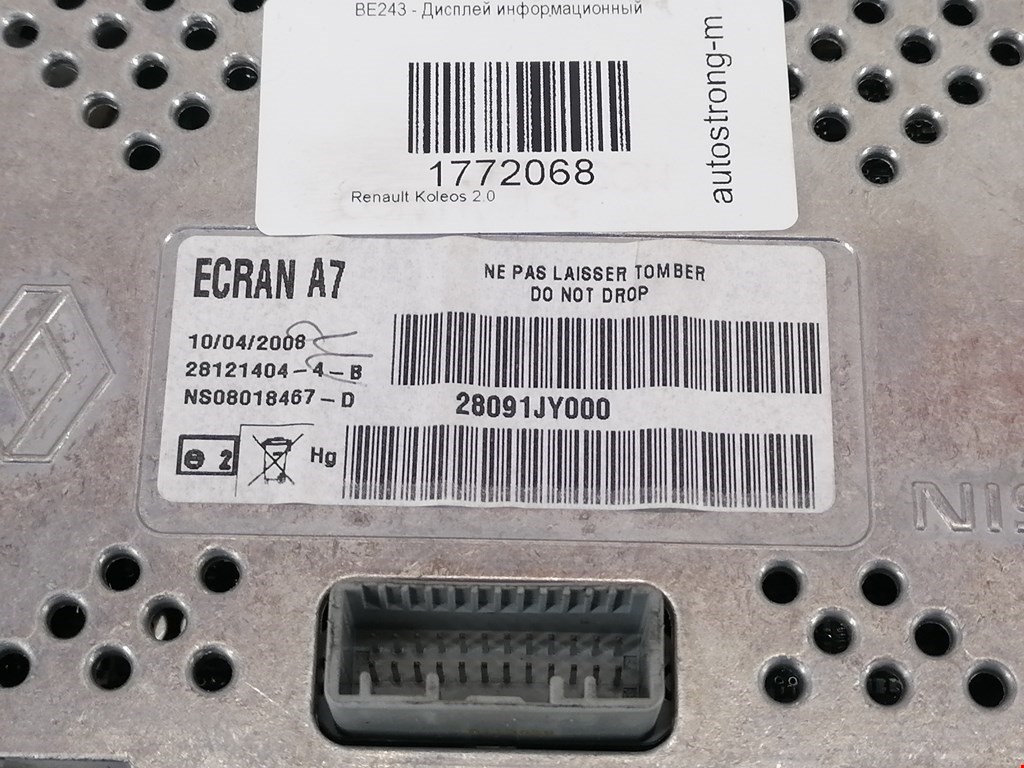 BE243 - Дисплей информационный
1772068
Renault Koleos 2.0
autostrong-m
ECRAN A7
NE PAS LAISSER TOMBER
DO NOT DROP
10/04/2008
28121404-4-B
NS08018467-D
28091JY000
2
Hg
NIS